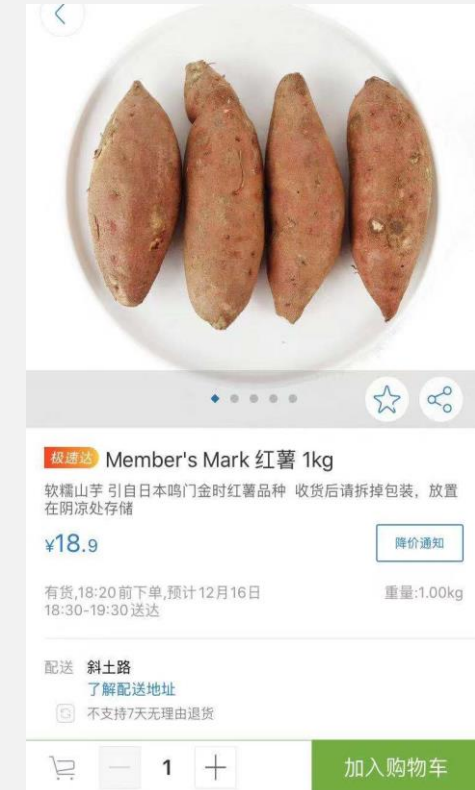 极速达 Member's Mark 红薯 1kg
软糯山芋 引自日本鸣门金时红薯品种 收货后请拆掉包装，放置
在阴凉处存储
¥18.9
降价通知
有货,18:20前下单,预计12月16日
18:30-19:30送达
重量:1.00kg
配送 斜土路
了解配送地址
不支持7天无理由退货
1
加入购物车